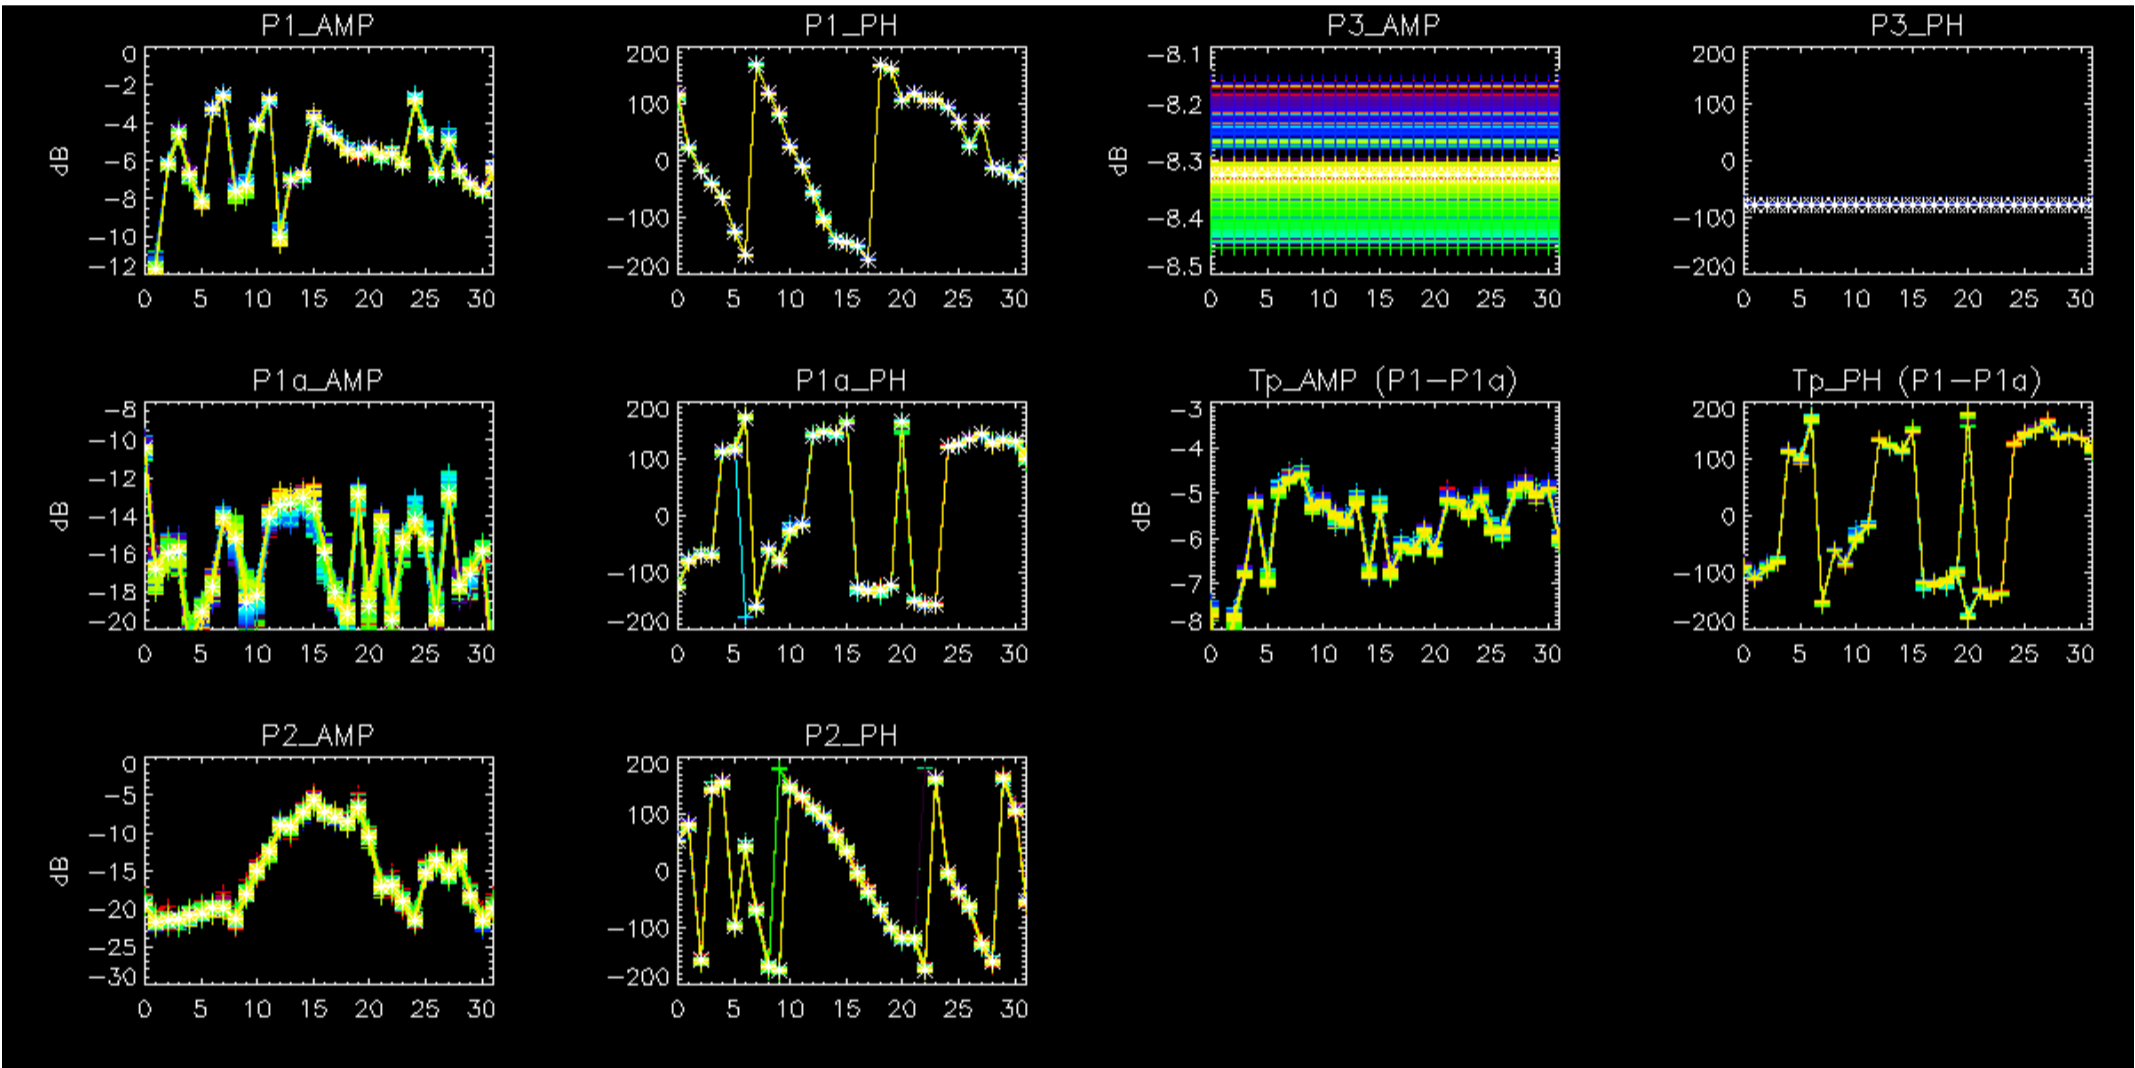 P1_AMP
dB
0
-2
-4
-6
-8
-10
-12
0 5 10 15 20 25 30
P1_PH
200
100
0
-100
-200
0 5 10 15 20 25 30
P3_AMP
dB
-8.1
-8.2
-8.3
-8.4
-8.5
0 5 10 15 20 25 30
P3_PH
200
100
0
-100
-200
0 5 10 15 20 25 30
P1a_AMP
dB
-8
-10
-12
-14
-16
-18
-20
0 5 10 15 20 25 30
P1a_PH
200
100
0
-100
-200
0 5 10 15 20 25 30
Tp_AMP (P1-P1a)
dB
-3
-4
-5
-6
-7
-8
0 5 10 15 20 25 30
Tp_PH (P1-P1a)
200
100
0
-100
-200
0 5 10 15 20 25 30
P2_AMP
dB
0
-5
-10
-15
-20
-25
-30
0 5 10 15 20 25 30
P2_PH
200
100
0
-100
-200
0 5 10 15 20 25 30